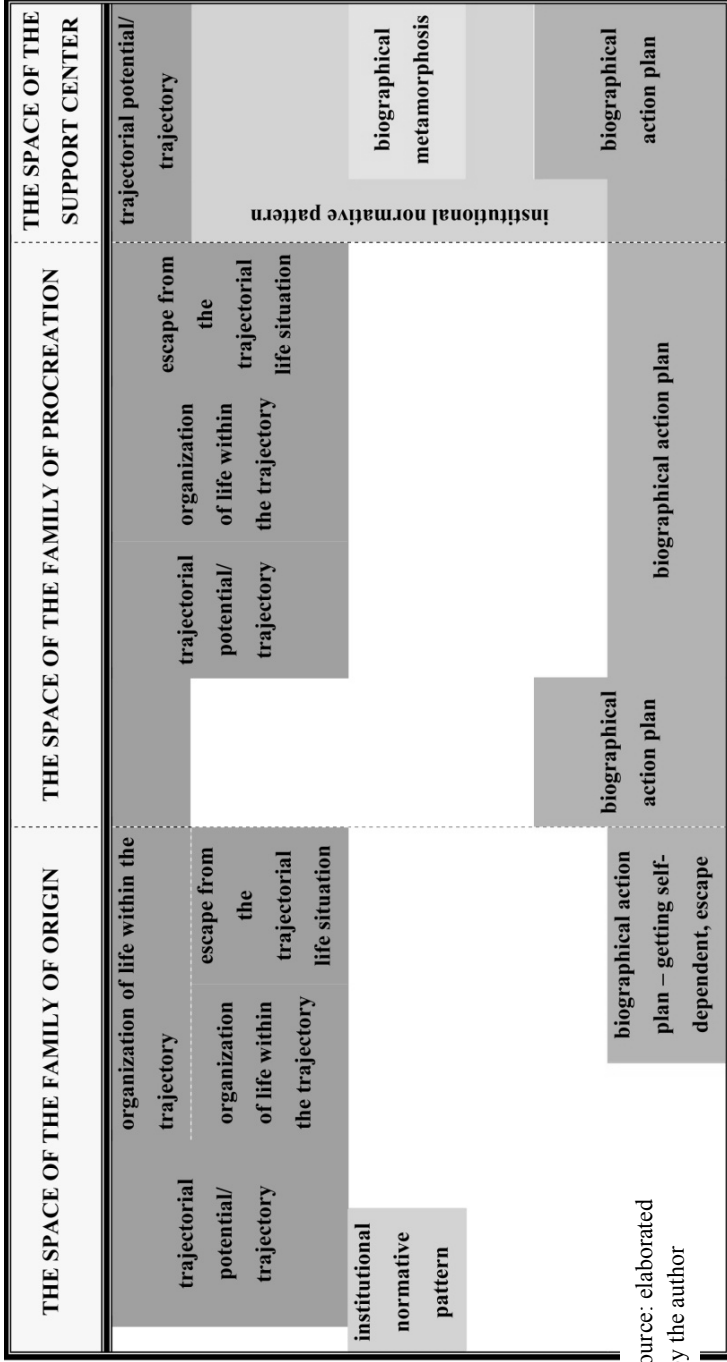 THE SPACE OF THE FAMILY OF ORIGIN
THE SPACE OF THE FAMILY OF PROCREATION
THE SPACE OF THE
SUPPORT CENTER
trajectorial
potential/
trajectory
organization of life within the
trajectory
organization
of life within
the trajectory
escape from
the
trajectorial
life situation
trajectorial
potential/
trajectory
organization
of life within
the trajectory
escape from
the
trajectorial
life situation
trajectorial potential/
trajectory
institutional
normative
pattern
institutional normative pattern
biographical
metamorphosis
biographical action
plan – getting self-
dependent, escape
biographical
action plan
biographical action plan
biographical
action plan
ource: elaborated
y the author